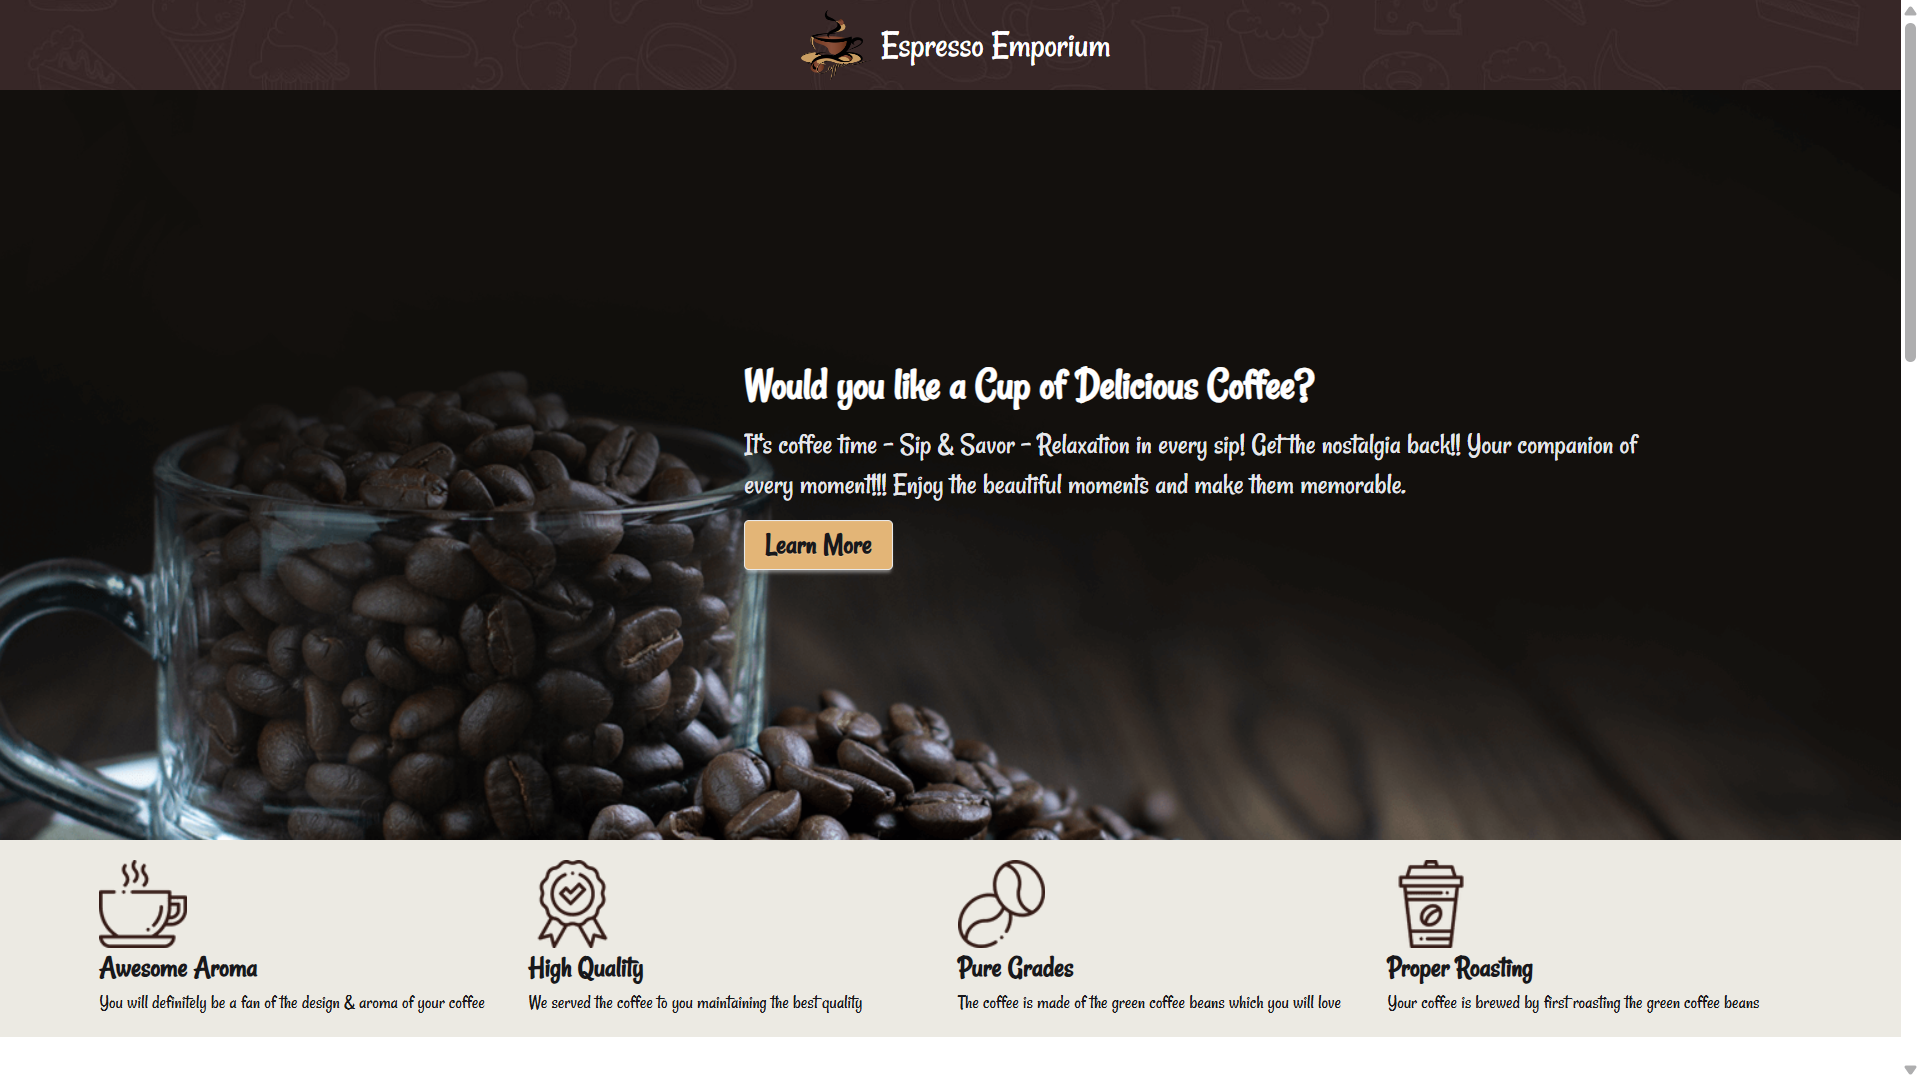 Espresso Emporium
Would you like a Cup of Delicious Coffee?
It's coffee time - Sip & Savor - Relaxation in every sip! Get the nostalgia back!! Your companion of
every moment!!! Enjoy the beautiful moments and make them memorable.
Learn More
Awesome Aroma
You will definitely be a fan of the design & aroma of your coffee
High Quality
We served the coffee to you maintaining the best quality
Pure Grades
The coffee is made of the green coffee beans which you will love
Proper Roasting
Your coffee is brewed by first roasting the green coffee beans